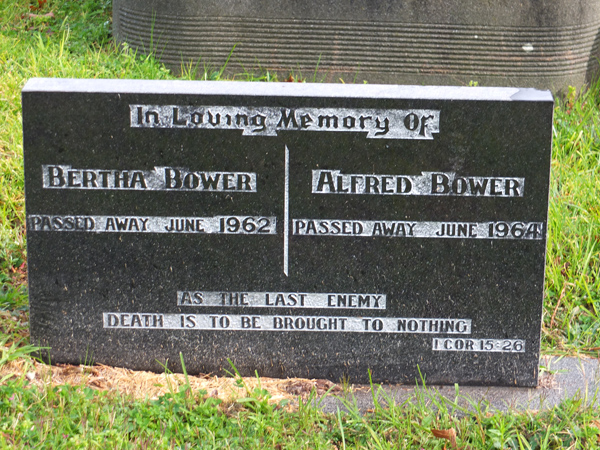 In Loving Memory Of
BERTHA BOWER
PASSED AWAY JUNE 1962
ALFRED BOWER
PASSED AWAY JUNE 1964
AS THE LAST ENEMY
DEATH IS TO BE BROUGHT TO NOTHING
1 COR 15:26